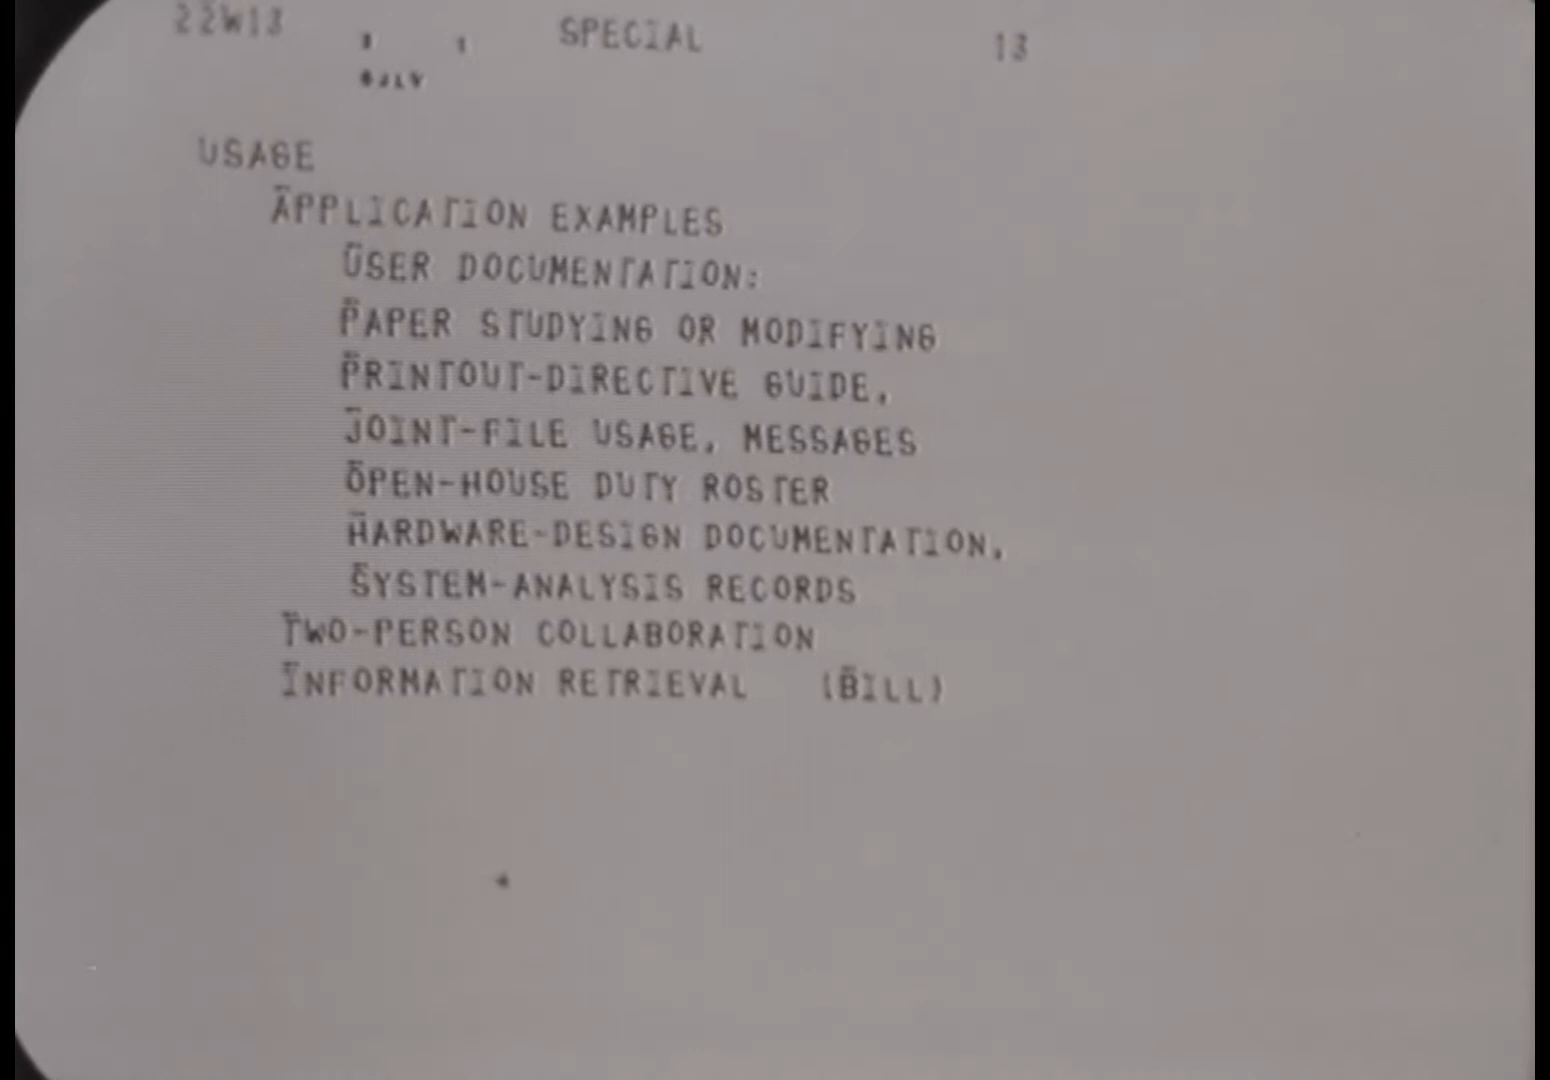 22W13 SPECIAL 13
USAGE
APPLICATION EXAMPLES
USER DOCUMENTATION:
PAPER STUDYING OR MODIFYING
PRINTOUT-DIRECTIVE GUIDE,
JOINT-FILE USAGE, MESSAGES
OPEN-HOUSE DUTY ROSTER
HARDWARE-DESIGN DOCUMENTATION,
SYSTEM-ANALYSIS RECORDS
TWO-PERSON COLLABORATION
INFORMATION RETRIEVAL (BILL)